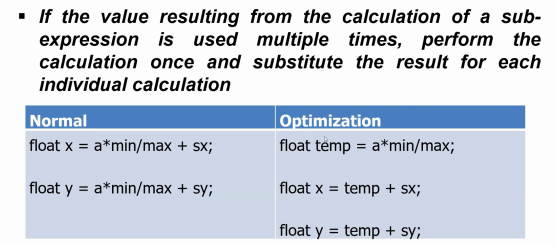 ▪ If the value resulting from the calculation of a sub-
expression is used multiple times, perform the
calculation once and substitute the result for each
individual calculation
Normal Optimization
float x = a*min/max + sx; float temp = a*min/max;
float y = a*min/max + sy; float x = temp + sx;
float y = temp + sy;